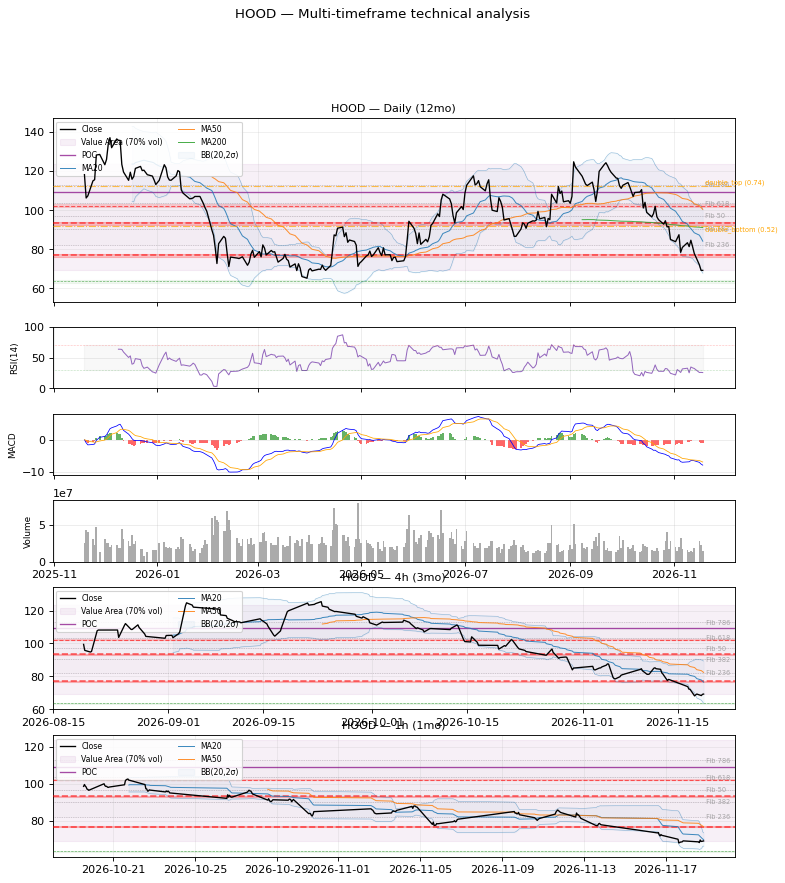 HOOD — Multi-timeframe technical analysis
HOOD — Daily (12mo)
Close
Value Area (70% vol)
POC
MA20
MA50
MA200
BB(20,2σ)
140
120
100
80
60
top (0.74)
Fib 618
Fib 50
bottom (0.52)
Fib 236
RSI(14)
100
50
0
MACD
0
−10
1e7
Volume
5
0
2025-11
2026-01
2026-03
2026-05
2026-07
2026-09
2026-11
HOOD — 4h (3mo)
Close
Value Area (70% vol)
POC
MA20
MA50
BB(20,2σ)
120
100
80
60
Fib 786
Fib 618
Fib 50
Fib 382
Fib 236
2026-08-15
2026-09-01
2026-09-15
2026-10-01
2026-10-15
2026-11-01
2026-11-15
HOOD — 1h (1mo)
Close
Value Area (70% vol)
POC
MA20
MA50
BB(20,2σ)
120
100
80
Fib 786
Fib 618
Fib 50
Fib 382
Fib 236
2026-10-21
2026-10-25
2026-10-29
2026-11-01
2026-11-05
2026-11-09
2026-11-13
2026-11-17